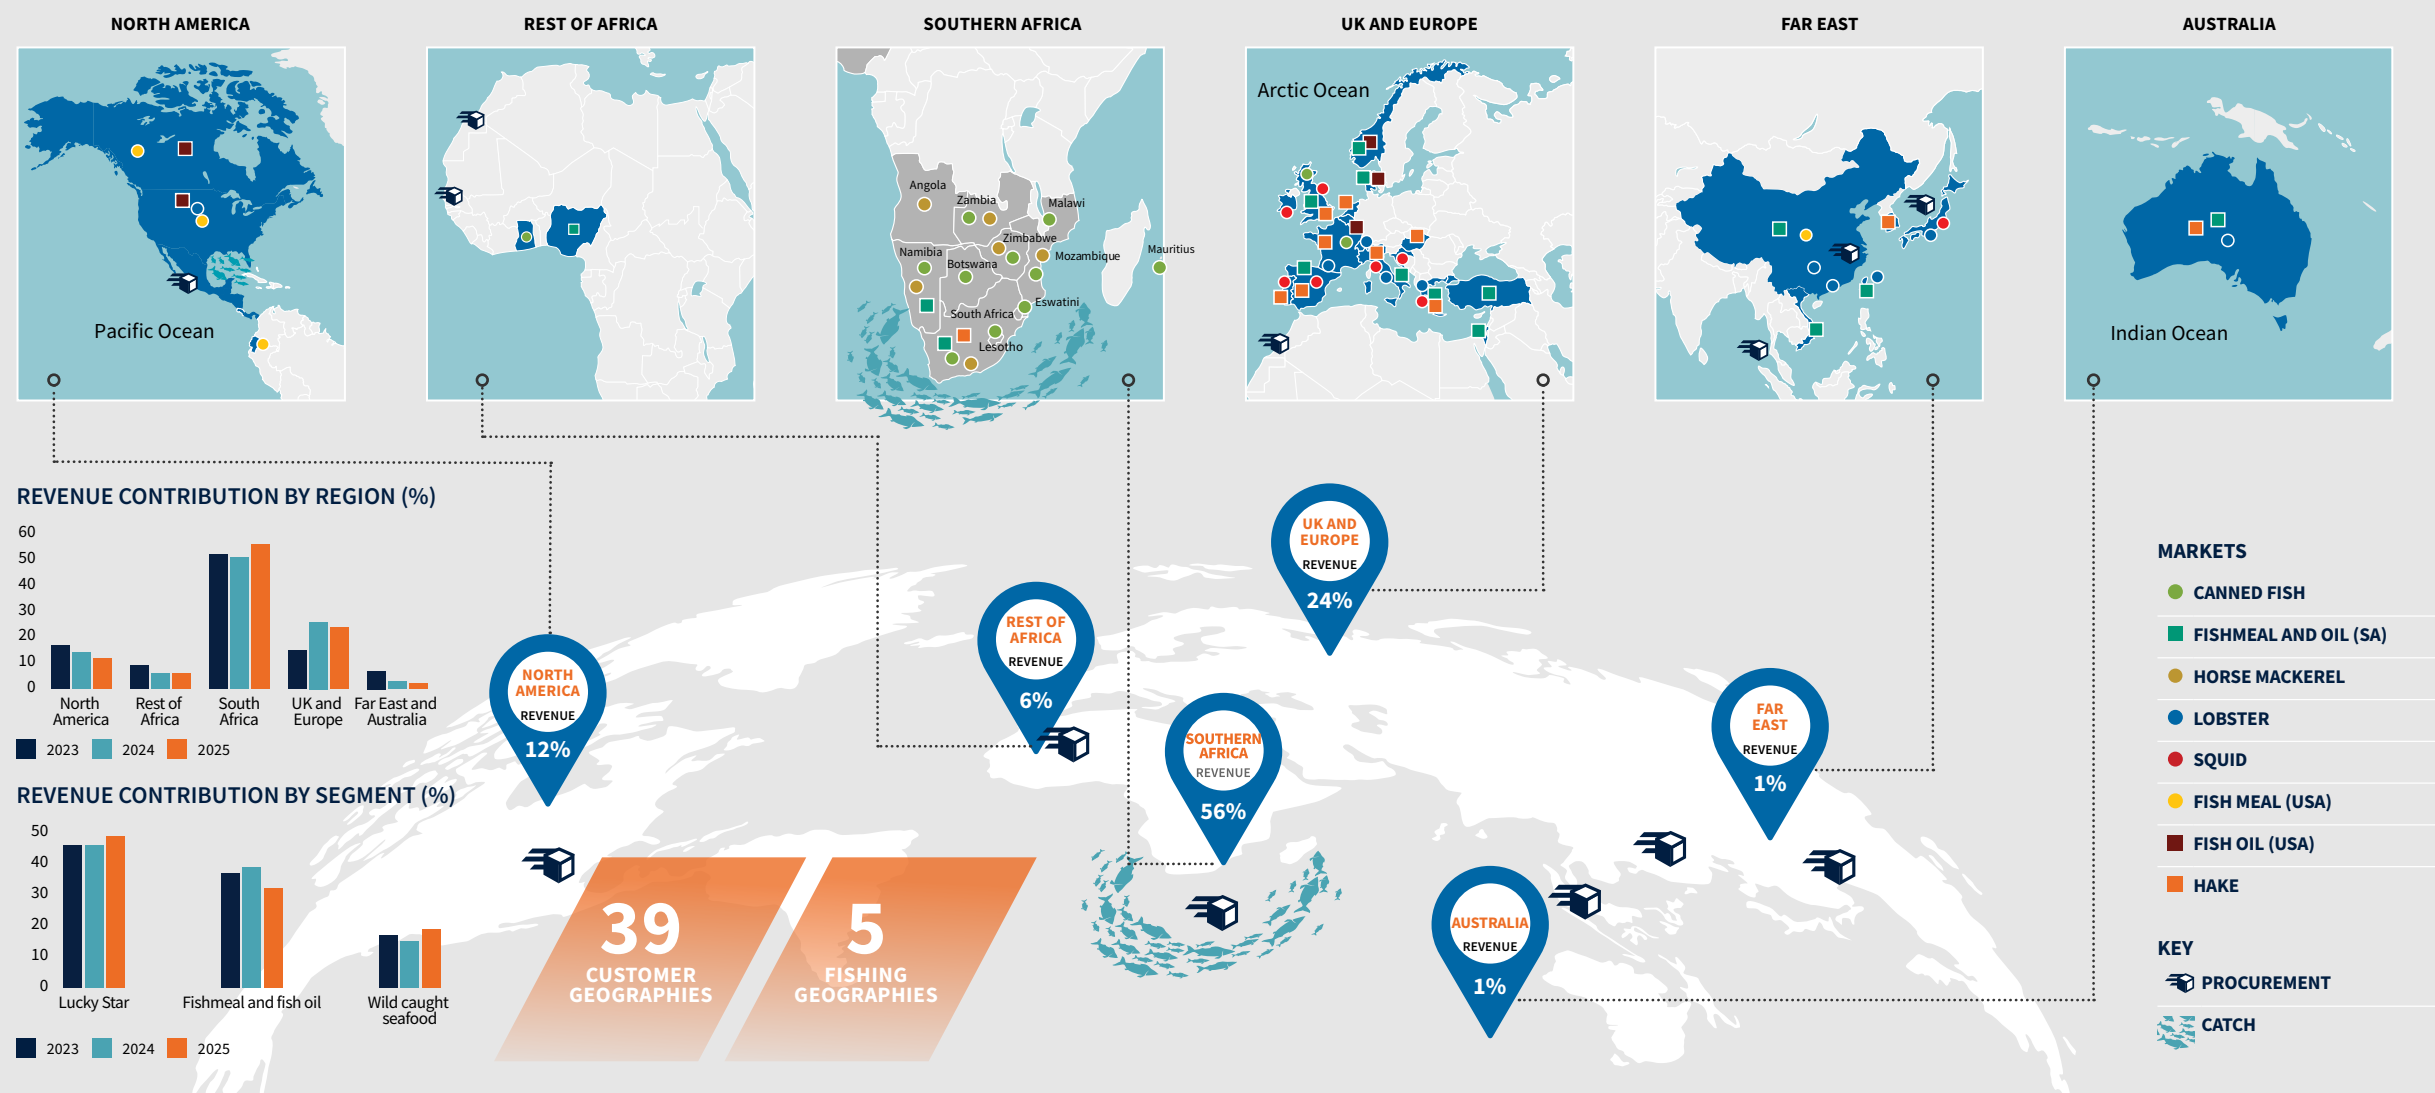 NORTH AMERICA
REST OF AFRICA
SOUTHERN AFRICA
UK AND EUROPE
FAR EAST
AUSTRALIA
Pacific Ocean
Angola
Zambia
Malawi
Zimbabwe
Mozambique
Mauritius
Namibia
Botswana
Eswatini
South Africa
Lesotho
Arctic Ocean
Indian Ocean
REVENUE CONTRIBUTION BY REGION (%)
60
50
40
30
20
10
0
North
America
Rest of
Africa
South
Africa
UK and
Europe
Far East and
Australia
2023
2024
2025
REVENUE CONTRIBUTION BY SEGMENT (%)
50
40
30
20
10
0
Lucky Star
Fishmeal and fish oil
Wild caught
seafood
2023
2024
2025
NORTH
AMERICA
REVENUE
12%
REST OF
AFRICA
REVENUE
6%
SOUTHERN
AFRICA
REVENUE
56%
UK AND
EUROPE
REVENUE
24%
FAR
EAST
REVENUE
1%
AUSTRALIA
REVENUE
1%
39
CUSTOMER
GEOGRAPHIES
5
FISHING
GEOGRAPHIES
MARKETS
CANNED FISH
FISHMEAL AND OIL (SA)
HORSE MACKEREL
LOBSTER
SQUID
FISH MEAL (USA)
FISH OIL (USA)
HAKE
KEY
PROCUREMENT
CATCH